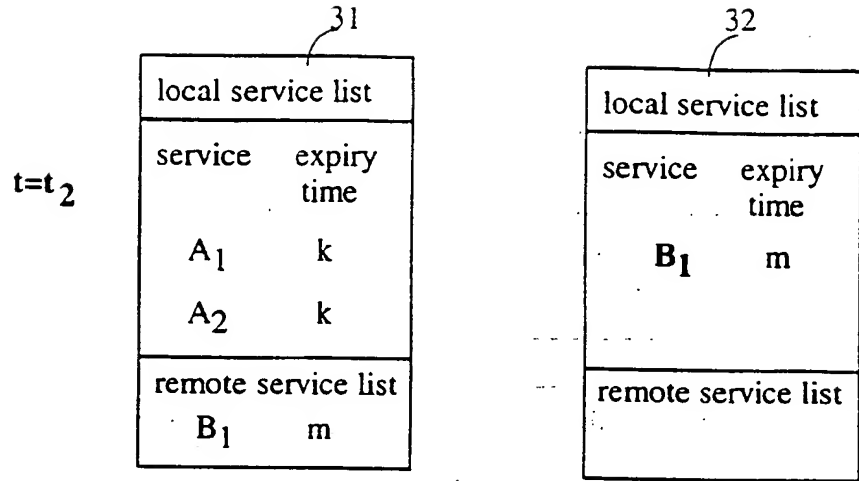 31
local service list
service expiry
time
t=t2
A1 k
A2 k
remote service list
B1 m
32
local service list
service expiry
time
B1 m
remote service list